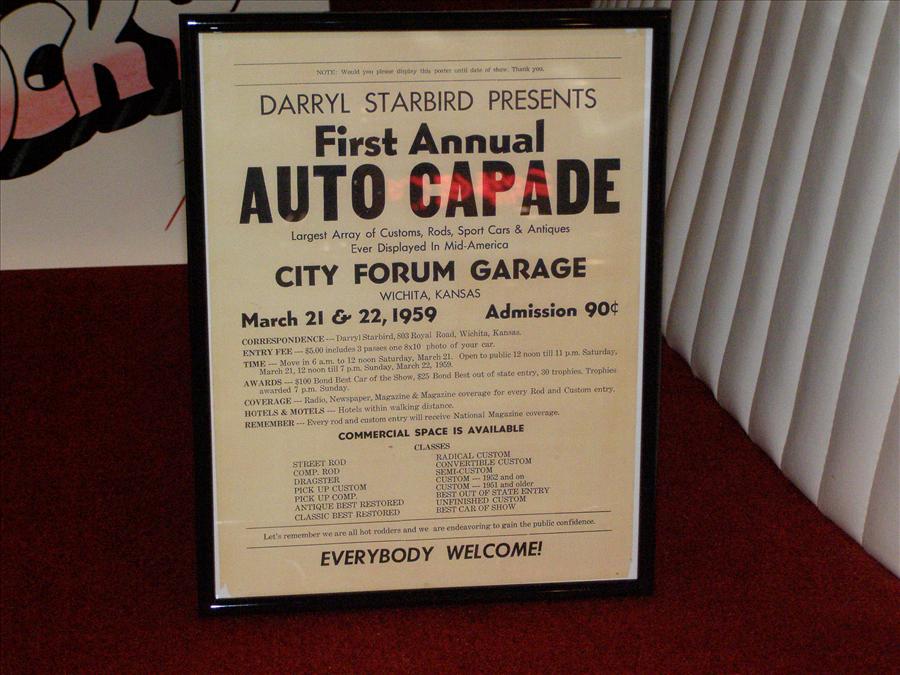 NOTE: Would you please display this poster until date of show. Thank you.
DARRYL STARBIRD PRESENTS
First Annual
AUTO CAPADE
Largest Array of Customs, Rods, Sport Cars & Antiques
Ever Displayed In Mid-America
CITY FORUM GARAGE
WICHITA, KANSAS
March 21 & 22, 1959 Admission 90¢
CORRESPONDENCE --- Darryl Starbird, 803 Royal Road, Wichita, Kansas.
ENTRY FEE --- $5.00 includes 3 passes one 8x10 photo of your car.
TIME --- Move in 6 a.m. to 12 noon Saturday, March 21. Open to public 12 noon till 11 p.m. Saturday,
March 21, 12 noon till 7 p.m. Sunday, March 22, 1959.
AWARDS --- $100 Bond Best Car of the Show, $25 Bond Best out of state entry, 30 trophies. Trophies
awarded 7 p.m. Sunday.
COVERAGE --- Radio, Newspaper, Magazine & Magazine coverage for every Rod and Custom entry.
HOTELS & MOTELS --- Hotels within walking distance.
REMEMBER --- Every rod and custom entry will receive National Magazine coverage.
COMMERCIAL SPACE IS AVAILABLE
CLASSES
STREET ROD
COMP. ROD
DRAGSTER
PICK UP CUSTOM
PICK UP COMP.
ANTIQUE BEST RESTORED
CLASSIC BEST RESTORED
RADICAL CUSTOM
CONVERTIBLE CUSTOM
SEMI-CUSTOM
CUSTOM --- 1952 and on
CUSTOM --- 1951 and older
BEST OUT OF STATE ENTRY
UNFINISHED CUSTOM
BEST CAR OF SHOW
Let's remember we are all hot rodders and we are endeavoring to gain the public confidence.
EVERYBODY WELCOME!